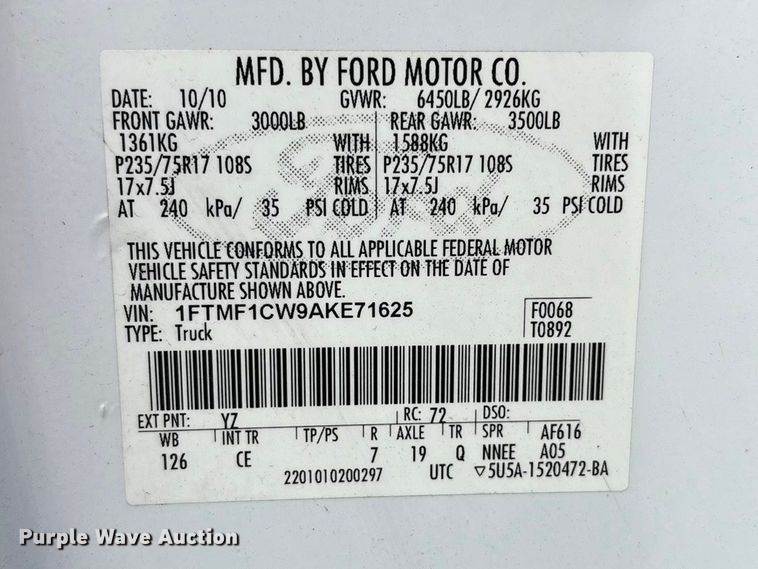 MFD. BY FORD MOTOR CO.
DATE: 10/10 GVWR: 6450LB/ 2926KG
FRONT GAWR: 3000LB REAR GAWR: 3500LB
1361KG WITH 1588KG WITH
P235/75R17 108S TIRES P235/75R17 108S TIRES
17x7.5J RIMS 17x7.5J RIMS
AT 240 kPa/ 35 PSI COLD AT 240 kPa/ 35 PSI COLD
THIS VEHICLE CONFORMS TO ALL APPLICABLE FEDERAL MOTOR
VEHICLE SAFETY STANDARDS IN EFFECT ON THE DATE OF
MANUFACTURE SHOWN ABOVE.
VIN: 1FTMF1CW9AKE71625 F0068
TYPE: Truck T0892
EXT PNT: YZ RC: 72 DSO:
WB INT TR TP/PS R AXLE TR SPR AF616
126 CE 7 19 Q NNEE A05
2201010200297 UTC ▽5U5A-1520472-BA
Purple Wave Auction